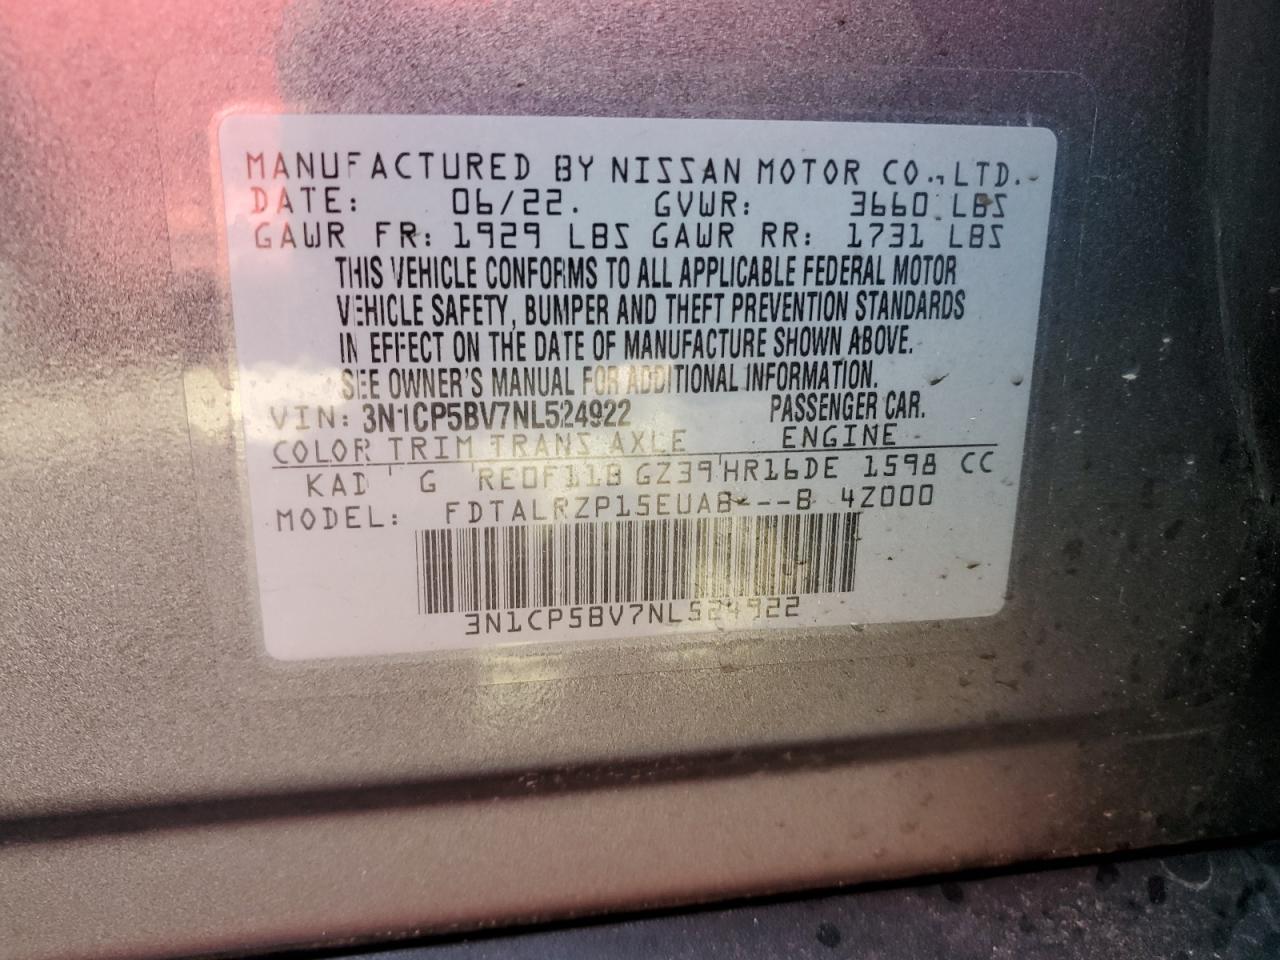 MANUFACTURED BY NISSAN MOTOR CO., LTD.
DATE: 06/22. GVWR: 3660 LBS
GAWR FR: 1929 LBS GAWR RR: 1731 LBS
THIS VEHICLE CONFORMS TO ALL APPLICABLE FEDERAL MOTOR
VEHICLE SAFETY, BUMPER AND THEFT PREVENTION STANDARDS
IN EFFECT ON THE DATE OF MANUFACTURE SHOWN ABOVE.
SEE OWNER'S MANUAL FOR ADDITIONAL INFORMATION.
VIN: 3N1CP5BV7NL524922 PASSENGER CAR.
COLOR TRIM TRANS AXLE ENGINE
KAD G RE0F11B GZ39 HR16DE 1598 CC
MODEL: FDTALRZP15EUAB---B 4Z000
3N1CP5BV7NL524922